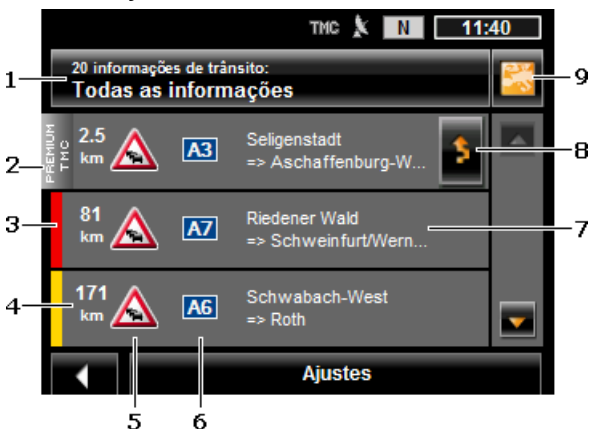 TMC N 11:40
20 informações de trânsito:
Todas as informações
1
9
PREMIUM TMC
2.5 km
A3
Seligenstadt
=> Aschaffenburg-W...
2
8
81 km
A7
Riedener Wald
=> Schweinfurt/Wern...
3
7
171 km
A6
Schwabach-West
=> Roth
4
Ajustes
5
6